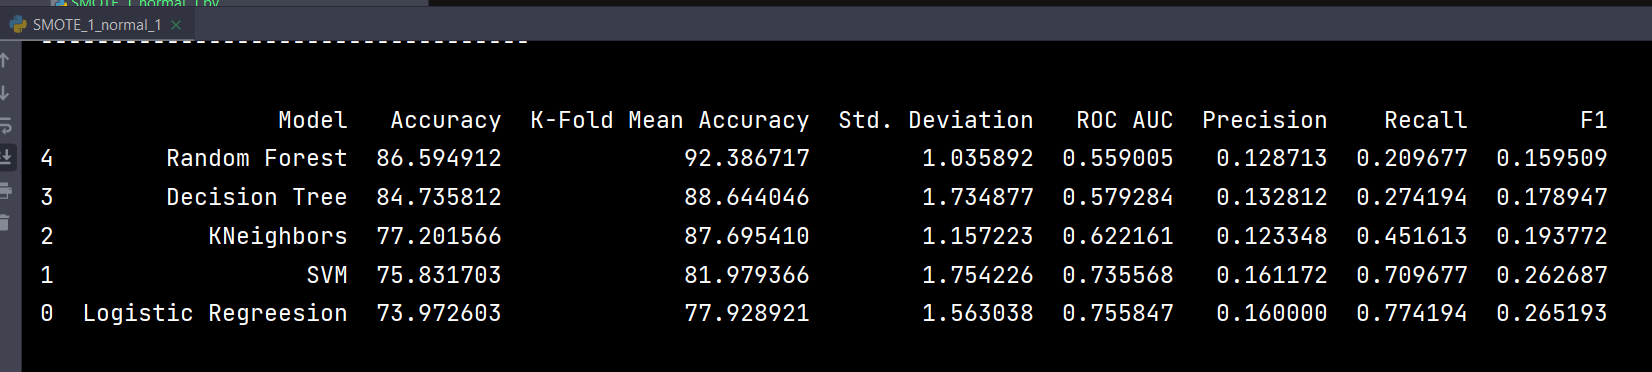 SMOTE_1_normal_1.py
SMOTE_1_normal_1
-----------------------------------
Model Accuracy K-Fold Mean Accuracy Std. Deviation ROC AUC Precision Recall F1
4 Random Forest 86.594912 92.386717 1.035892 0.559005 0.128713 0.209677 0.159509
3 Decision Tree 84.735812 88.644046 1.734877 0.579284 0.132812 0.274194 0.178947
2 KNeighbors 77.201566 87.695410 1.157223 0.622161 0.123348 0.451613 0.193772
1 SVM 75.831703 81.979366 1.754226 0.735568 0.161172 0.709677 0.262687
0 Logistic Regreesion 73.972603 77.928921 1.563038 0.755847 0.160000 0.774194 0.265193